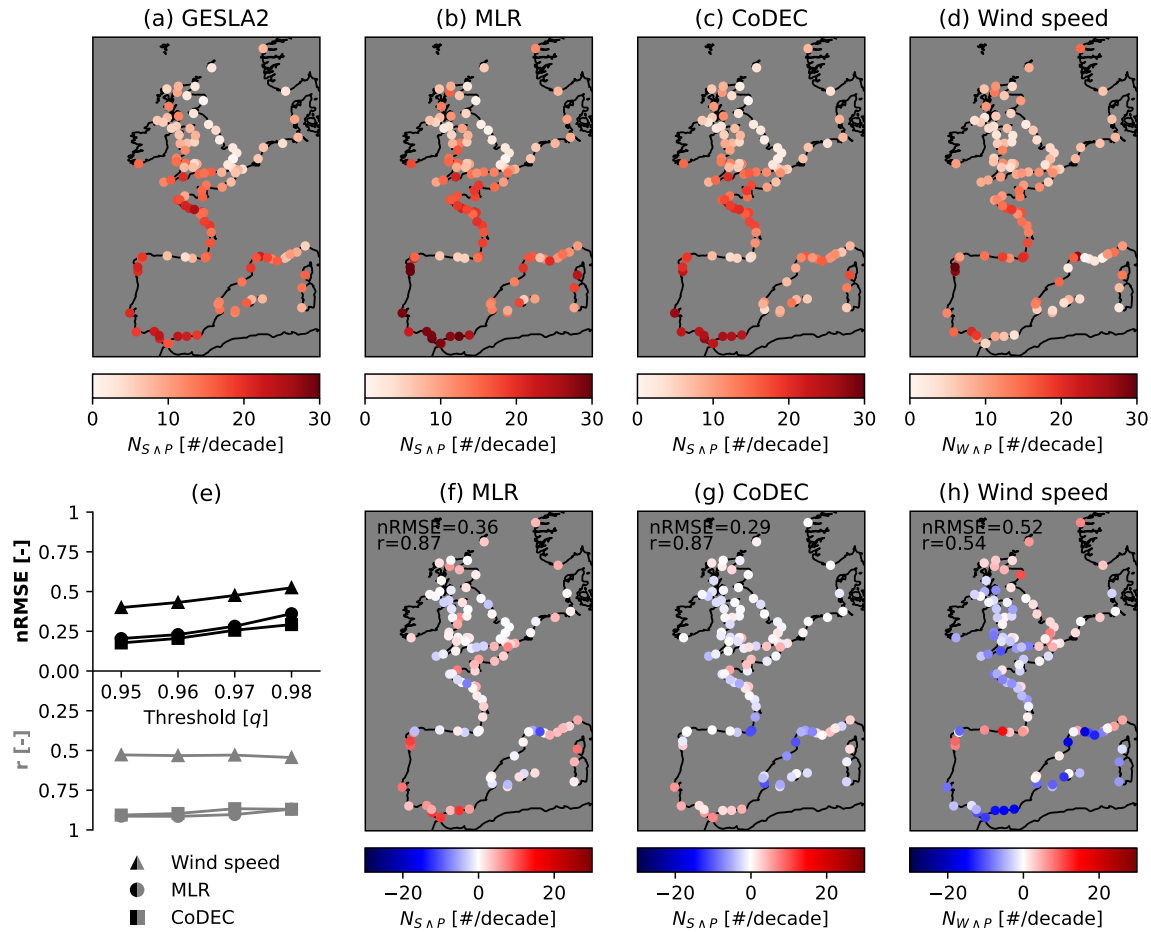 (a) GESLA2 (b) MLR (c) CoDEC (d) Wind speed
0 10 20 30 0 10 20 30 0 10 20 30 0 10 20 30
N_{S∧P} [#/decade] N_{S∧P} [#/decade] N_{S∧P} [#/decade] N_{W∧P} [#/decade]
(e) (f) MLR (g) CoDEC (h) Wind speed
nRMSE=0.36 nRMSE=0.29 nRMSE=0.52
r=0.87 r=0.87 r=0.54
nRMSE [-]
1
0.75
0.5
0.25
0.00
0.95 0.96 0.97 0.98
Threshold [q]
r [-]
0.25
0.5
0.75
1
Wind speed
MLR
CoDEC
−20 0 20 −20 0 20 −20 0 20
N_{S∧P} [#/decade] N_{S∧P} [#/decade] N_{W∧P} [#/decade]